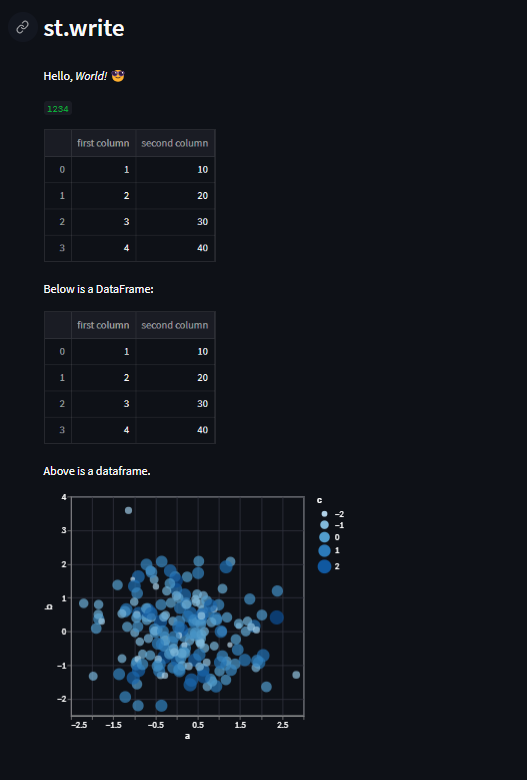 st.write
Hello, World! 😎
1234
first column second column
0 1 10
1 2 20
2 3 30
3 4 40
Below is a DataFrame:
first column second column
0 1 10
1 2 20
2 3 30
3 4 40
Above is a dataframe.
c
−2
−1
0
1
2
4
3
2
1
0
−1
−2
b
−2.5 −1.5 −0.5 0.5 1.5 2.5
a